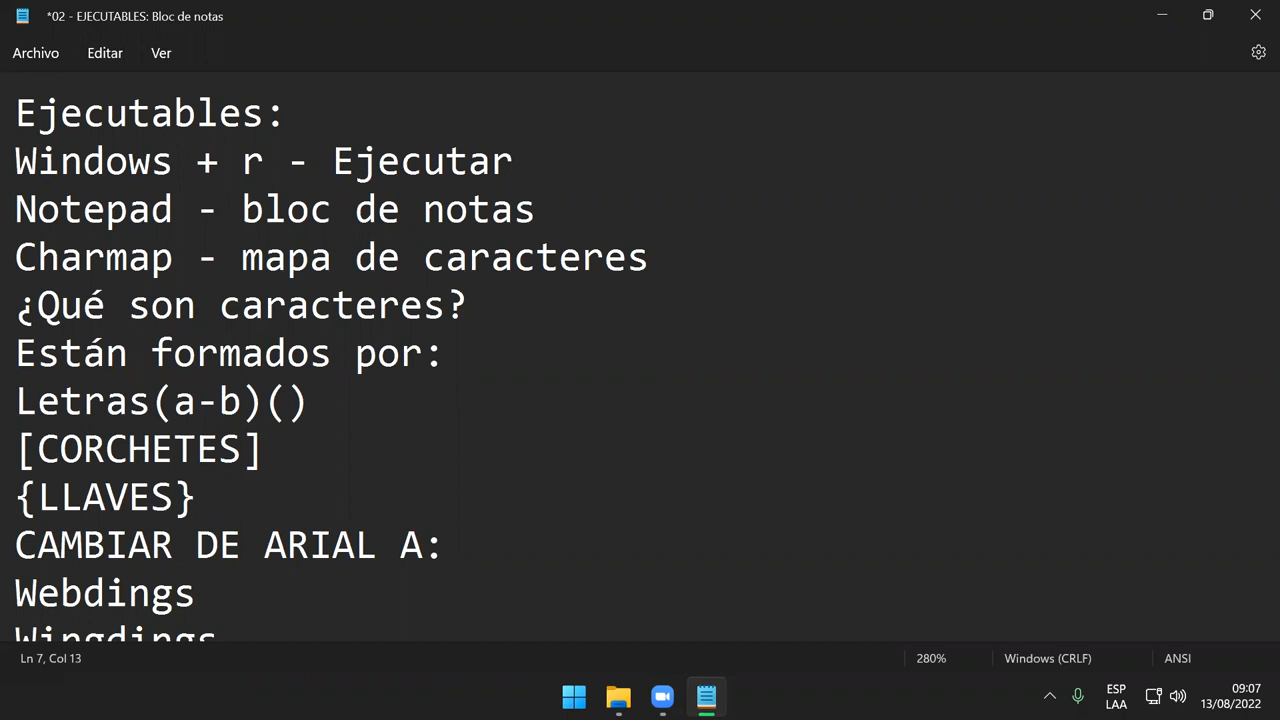 *02 - EJECUTABLES: Bloc de notas
Archivo Editar Ver
Ejecutables:
Windows + r - Ejecutar
Notepad - bloc de notas
Charmap - mapa de caracteres
¿Qué son caracteres?
Están formados por:
Letras(a-b)()
[CORCHETES]
{LLAVES}
CAMBIAR DE ARIAL A:
Webdings
Wingdings
Ln 7, Col 13 280% Windows (CRLF) ANSI
ESP
LAA
09:07
13/08/2022